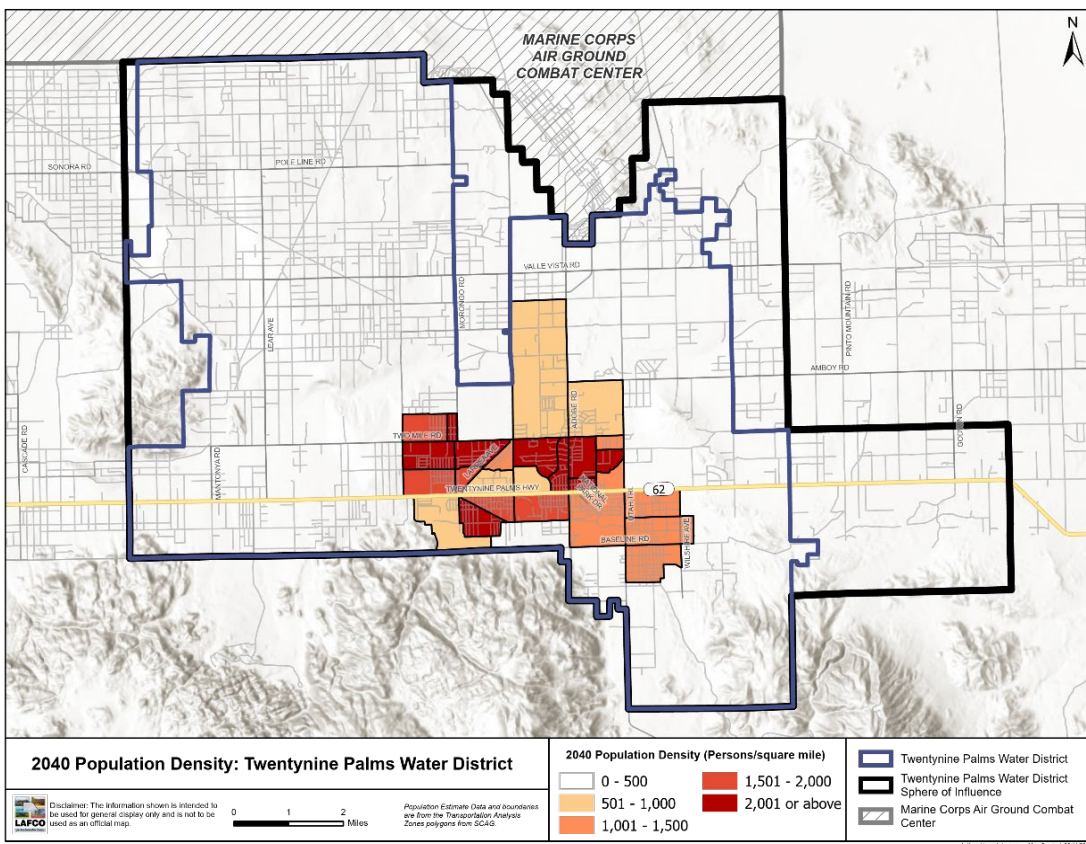 MARINE CORPS
AIR GROUND
COMBAT CENTER
N
SONORA RD
POLE LINE RD
VALLE VISTA RD
MORONGO RD
LEAR AVE
PINTO MOUNTAIN RD
AMBOY RD
ADOBE RD
GODWIN RD
CASCADE RD
MANTONYA RD
TWO MILE RD
TWENTYNINE PALMS HWY
NATIONAL
PARK DR
UTAH TRL
62
BASELINE RD
WILSHIRE AVE
2040 Population Density: Twentynine Palms Water District
LAFCO
Disclaimer: The information shown is intended to
be used for general display only and is not to be
used as an official map.
0 1 2
Miles
Population Estimate Data and boundaries
are from the Transportation Analysis
Zones polygons from SCAG.
2040 Population Density (Persons/square mile)
0 - 500
501 - 1,000
1,001 - 1,500
1,501 - 2,000
2,001 or above
Twentynine Palms Water District
Twentynine Palms Water District
Sphere of Influence
Marine Corps Air Ground Combat
Center